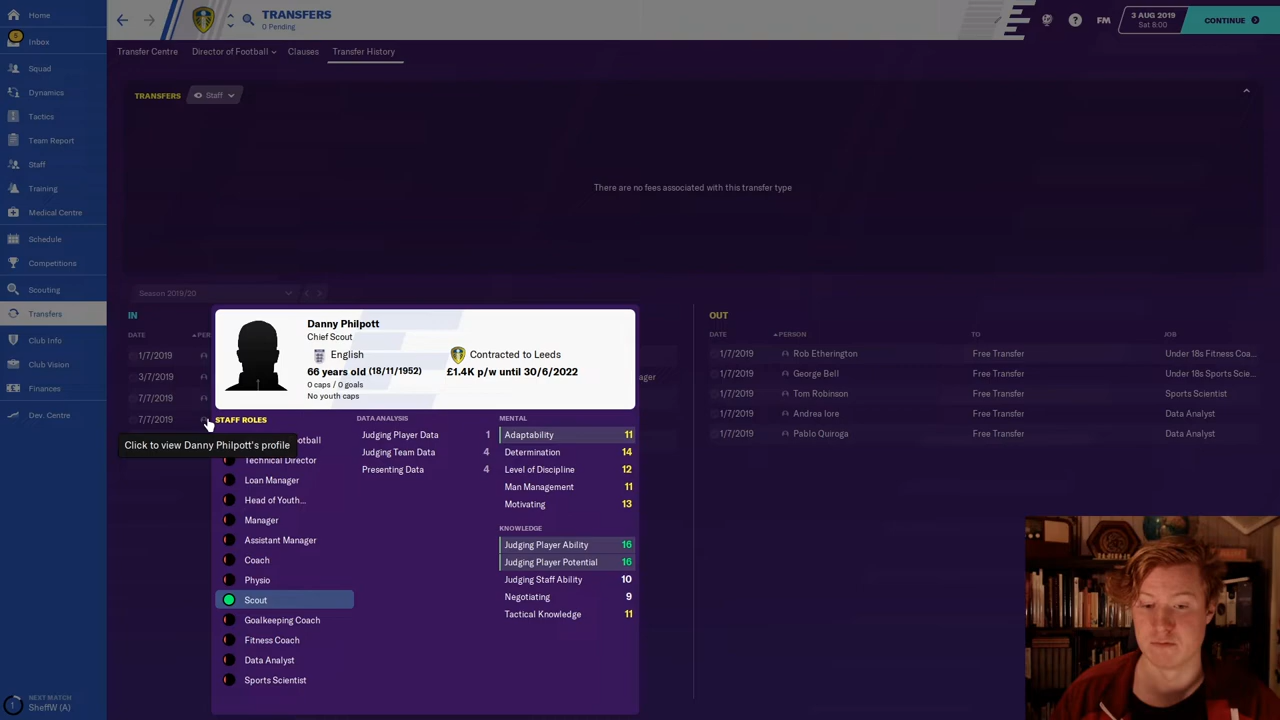 Home
TRANSFERS
0 Pending
FM
3 AUG 2019
Sat 8:00
CONTINUE
5
Inbox
Transfer Centre
Director of Football
Clauses
Transfer History
Squad
Dynamics
TRANSFERS
Staff
Tactics
Team Report
Staff
Training
There are no fees associated with this transfer type
Medical Centre
Schedule
Competitions
Scouting
Season 2019/20
Transfers
IN
OUT
DATE
PER
DATE
PERSON
TO
JOB
Club Info
Club Vision
Finances
Dev. Centre
1/7/2019
3/7/2019
7/7/2019
7/7/2019
ager
1/7/2019 Rob Etherington Free Transfer Under 18s Fitness Coa...
1/7/2019 George Bell Free Transfer Under 18s Sports Scie...
1/7/2019 Tom Robinson Free Transfer Sports Scientist
1/7/2019 Andrea Iore Free Transfer Data Analyst
1/7/2019 Pablo Quiroga Free Transfer Data Analyst
Danny Philpott
Chief Scout
English
Contracted to Leeds
66 years old (18/11/1952)
£1.4K p/w until 30/6/2022
0 caps / 0 goals
No youth caps
STAFF ROLES
ootball
Technical Director
Loan Manager
Head of Youth...
Manager
Assistant Manager
Coach
Physio
Scout
Goalkeeping Coach
Fitness Coach
Data Analyst
Sports Scientist
Click to view Danny Philpott's profile
DATA ANALYSIS
Judging Player Data 1
Judging Team Data 4
Presenting Data 4
MENTAL
Adaptability 11
Determination 14
Level of Discipline 12
Man Management 11
Motivating 13
KNOWLEDGE
Judging Player Ability 16
Judging Player Potential 16
Judging Staff Ability 10
Negotiating 9
Tactical Knowledge 11
1
NEXT MATCH
SheffW (A)